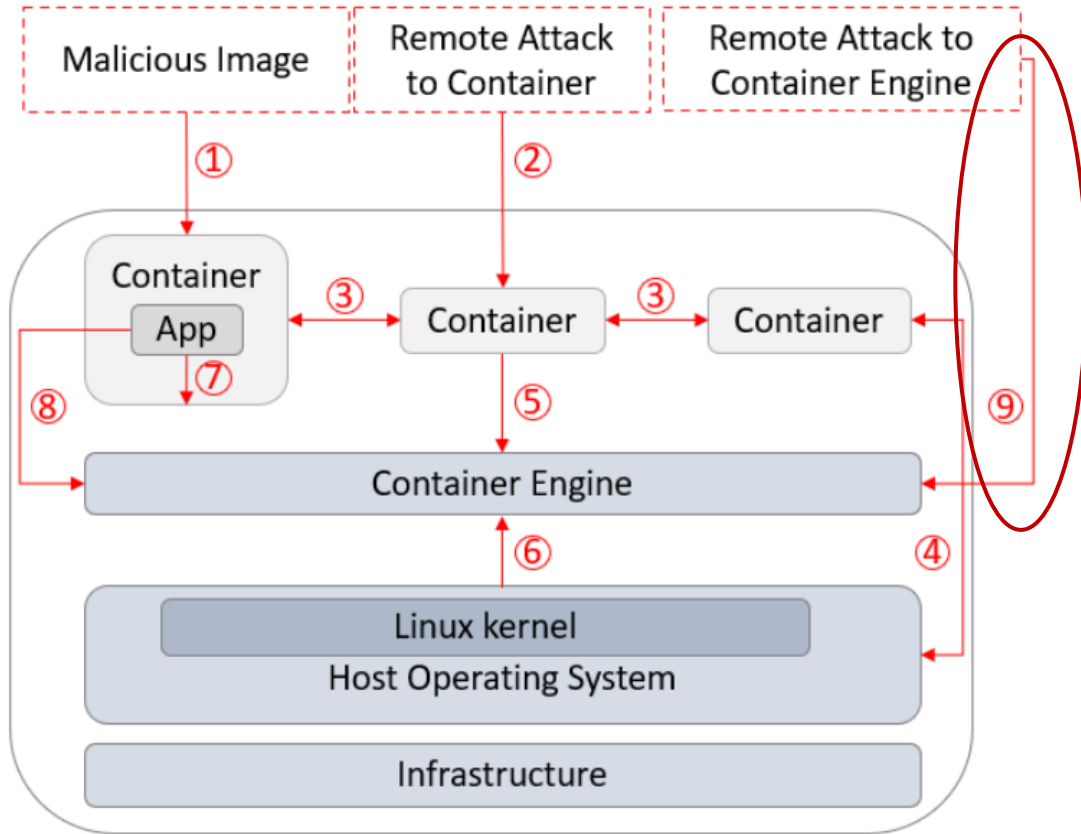 Malicious Image
Remote Attack
to Container
Remote Attack to
Container Engine
①
②
Container
App
③
Container
③
Container
⑦
⑧
⑤
⑨
Container Engine
⑥
④
Linux kernel
Host Operating System
Infrastructure